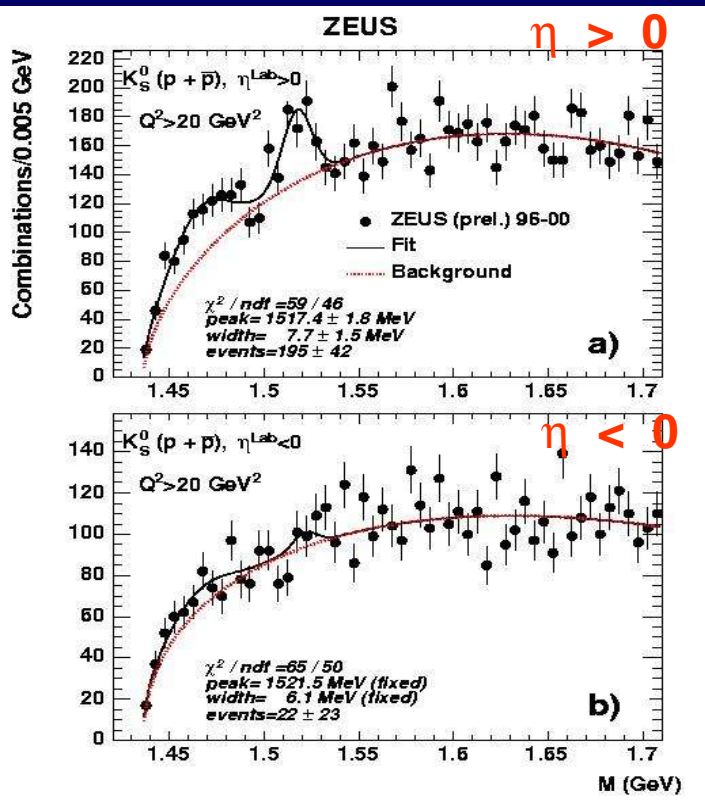 ZEUS
η > 0
Combinations/0.005 GeV
220
200
180
160
140
120
100
80
60
40
20
0
K⁰_S (p + p̅), η^Lab>0
Q²>20 GeV²
ZEUS (prel.) 96-00
Fit
Background
χ² / ndf =59 / 46
peak= 1517.4 ± 1.8 MeV
width= 7.7 ± 1.5 MeV
events=195 ± 42
a)
1.45 1.5 1.55 1.6 1.65 1.7
η < 0
140
120
100
80
60
40
20
0
K⁰_S (p + p̅), η^Lab<0
Q²>20 GeV²
χ² / ndf =65 / 50
peak= 1521.5 MeV (fixed)
width= 6.1 MeV (fixed)
events=22 ± 23
b)
1.45 1.5 1.55 1.6 1.65 1.7
M (GeV)